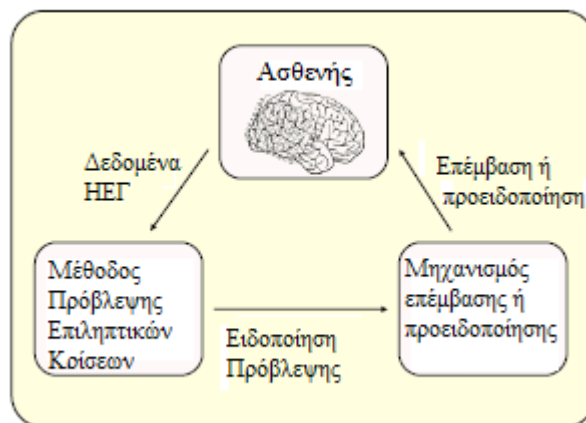 Ασθενής
Δεδομένα
ΗΕΓ
Επέμβαση ή
προειδοποίηση
Μέθοδος
Πρόβλεψης
Επιληπτικών
Κρίσεων
Μηχανισμός
επέμβασης ή
προειδοποίησης
Ειδοποίηση
Πρόβλεψης